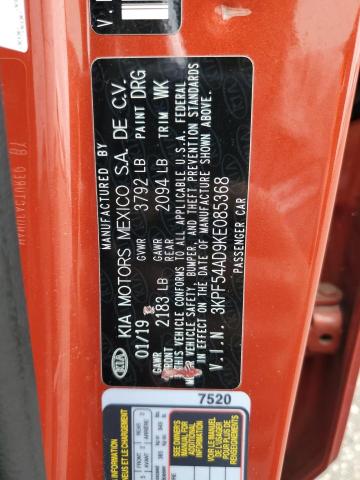 MANUFACTURED BY
KIA MOTORS MEXICO S.A. DE C.V.
01/19 GVWR 3792 LB PAINT DRG
GAWR FRONT 2183 LB GAWR REAR 2094 LB TRIM WK
THIS VEHICLE CONFORMS TO ALL APPLICABLE U.S.A. FEDERAL
MOTOR VEHICLE SAFETY, BUMPER, AND THEFT PREVENTION STANDARDS
IN EFFECT ON THE DATE OF MANUFACTURE SHOWN ABOVE.
V.I.N. 3KPF54AD9KE085368
PASSENGER CAR
KIA
7520
INFORMATION
SEE OWNER'S
MANUAL FOR